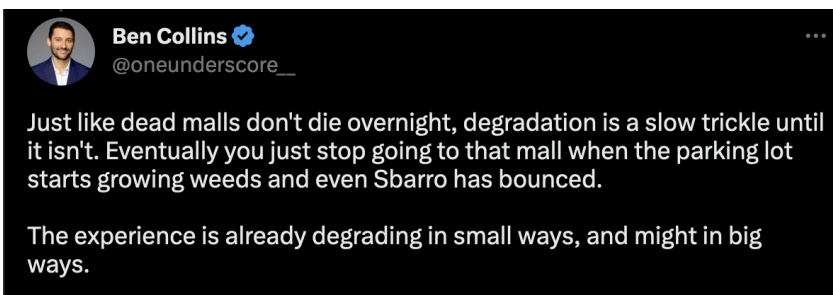 Ben Collins
@oneunderscore__
Just like dead malls don't die overnight, degradation is a slow trickle until
it isn't. Eventually you just stop going to that mall when the parking lot
starts growing weeds and even Sbarro has bounced.
The experience is already degrading in small ways, and might in big
ways.